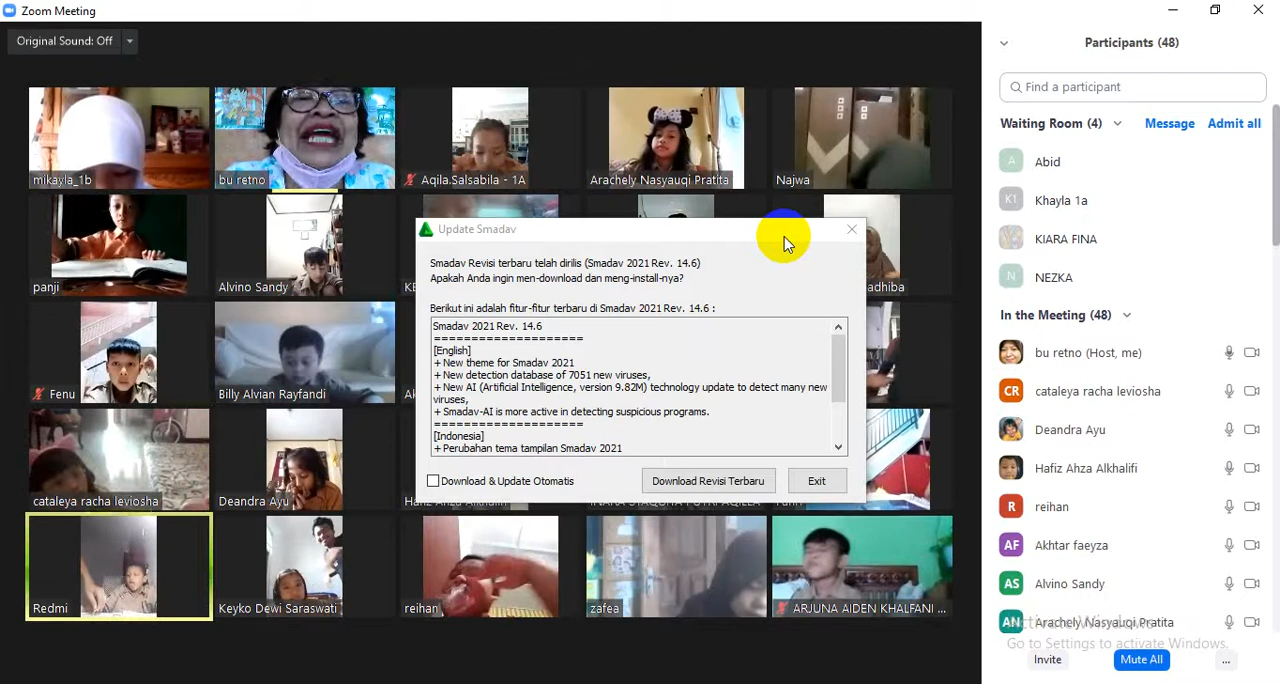 Zoom Meeting
Original Sound: Off
mikayla_1b
bu retno
Aqila.Salsabila - 1A
Arachely Nasyauqi Pratita
Najwa
panji
Alvino Sandy
Fenu
Billy Alvian Rayfandi
cataleya racha leviosha
Deandra Ayu
Redmi
Keyko Dewi Saraswati
reihan
zafea
ARJUNA AIDEN KHALFANI ...
Update Smadav
Smadav Revisi terbaru telah dirilis (Smadav 2021 Rev. 14.6)
Apakah Anda ingin men-download dan meng-install-nya?
Berikut ini adalah fitur-fitur terbaru di Smadav 2021 Rev. 14.6 :
Smadav 2021 Rev. 14.6
====================
[English]
+ New theme for Smadav 2021
+ New detection database of 7051 new viruses,
+ New AI (Artificial Intelligence, version 9.82M) technology update to detect many new
viruses,
+ Smadav-AI is more active in detecting suspicious programs.
====================
[Indonesia]
+ Perubahan tema tampilan Smadav 2021
Download & Update Otomatis
Download Revisi Terbaru
Exit
Participants (48)
Find a participant
Waiting Room (4)
Message
Admit all
A Abid
K1 Khayla 1a
KIARA FINA
N NEZKA
In the Meeting (48)
bu retno (Host, me)
CR cataleya racha leviosha
Deandra Ayu
Hafiz Ahza Alkhalifi
R reihan
AF Akhtar faeyza
AS Alvino Sandy
AN Arachely Nasyauqi Pratita
Activate Windows
Go to Settings to activate Windows.
Invite
Mute All
...